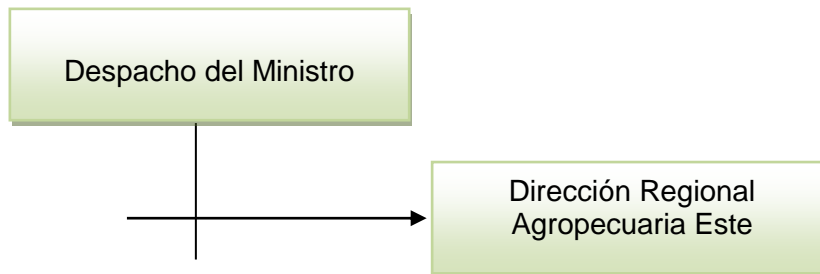 Despacho del Ministro
Dirección Regional
Agropecuaria Este